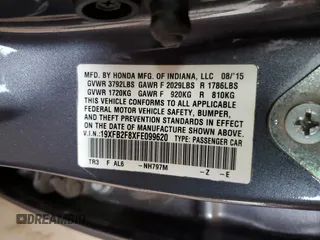 MFD. BY HONDA OF INDIANA, LLC 08/'15
GVWR 3792LBS GAWR F 2029LBS R 1786LBS
GVWR 1720KG GAWR F 920KG R 810KG
THIS VEHICLE CONFORMS TO ALL APPLICABLE
FEDERAL MOTOR VEHICLE SAFETY, BUMPER,
AND THEFT PREVENTION STANDARDS IN EFFECT
ON THE DATE OF MANUFACTURE SHOWN ABOVE.
V.I.N.: 19XFB2F8XFE099620 TYPE: PASSENGER CAR
TR3 F AL6 -NH797M -Z -E